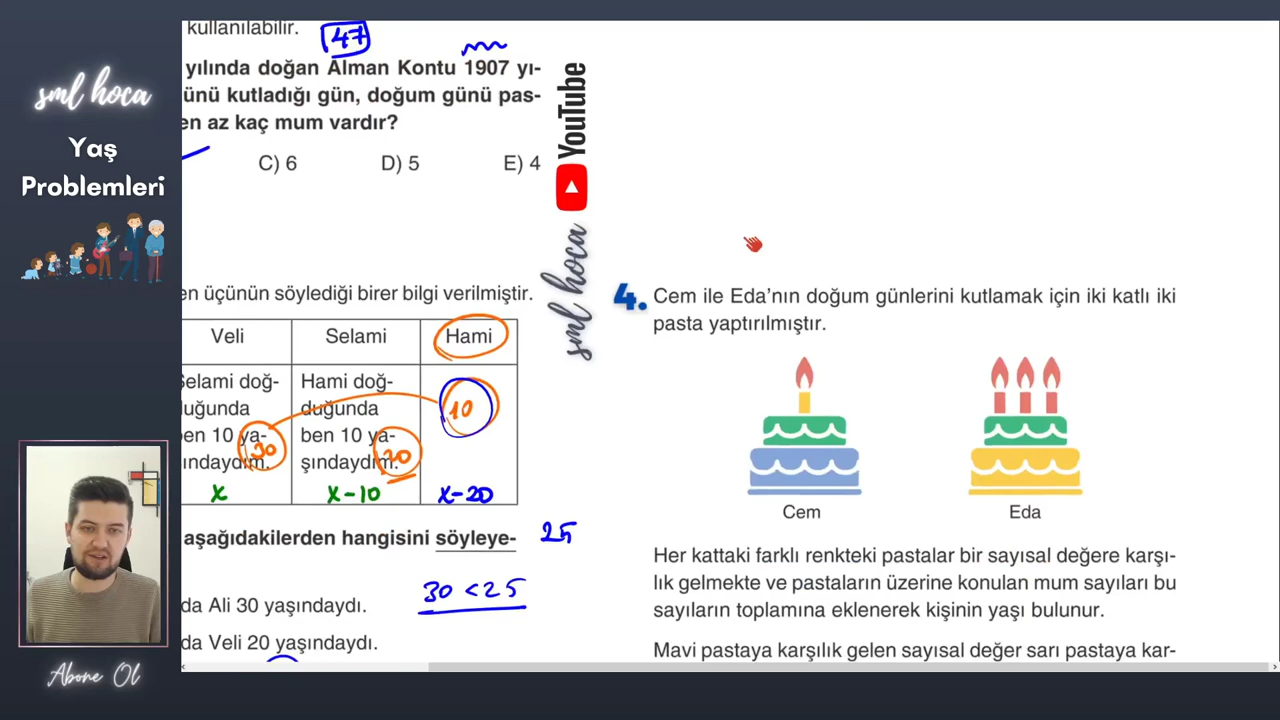 sml hoca
Yaş
Problemleri
Abone Ol
kullanılabilir.
47
yılında doğan Alman Kontu 1907 yı-
ünü kutladığı gün, doğum günü pas-
en az kaç mum vardır?
C) 6 D) 5 E) 4
en üçünün söylediği birer bilgi verilmiştir.
Veli Selami Hami
Selami doğ-
duğunda
ben 10 ya-
şındaydım.
30
x
Hami doğ-
duğunda
ben 10 ya-
şındaydım.
20
x-10
10
x-20
aşağıdakilerden hangisini söyleye-
25
30 < 25
da Ali 30 yaşındaydı.
da Veli 20 yaşındaydı.
YouTube
sml hoca
4. Cem ile Eda'nın doğum günlerini kutlamak için iki katlı iki
pasta yaptırılmıştır.
Cem Eda
Her kattaki farklı renkteki pastalar bir sayısal değere karşı-
lık gelmekte ve pastaların üzerine konulan mum sayıları bu
sayıların toplamına eklenerek kişinin yaşı bulunur.
Mavi pastaya karşılık gelen sayısal değer sarı pastaya kar-